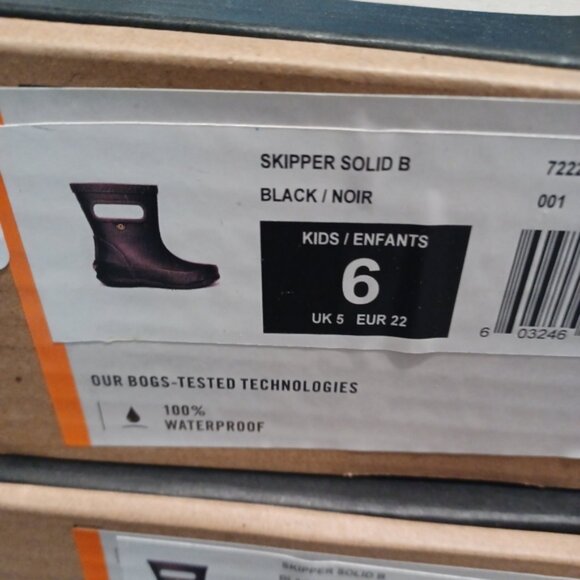 SKIPPER SOLID B 7222
BLACK / NOIR 001
KIDS / ENFANTS
6
UK 5 EUR 22
6 03246
OUR BOGS-TESTED TECHNOLOGIES
100%
WATERPROOF
SKIPPER SOLID B